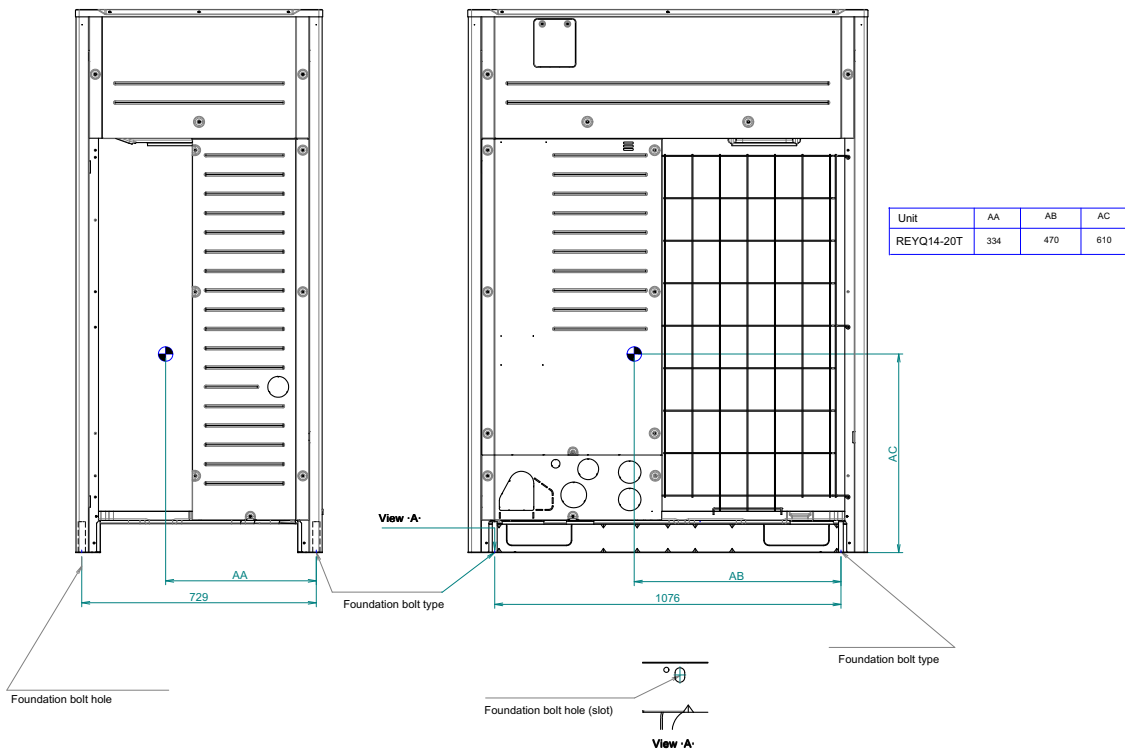 Unit AA AB AC
REYQ14-20T 334 470 610
AC
View ·A·
AA
AB
729
1076
Foundation bolt type
Foundation bolt type
Foundation bolt hole
Foundation bolt hole (slot)
View ·A·